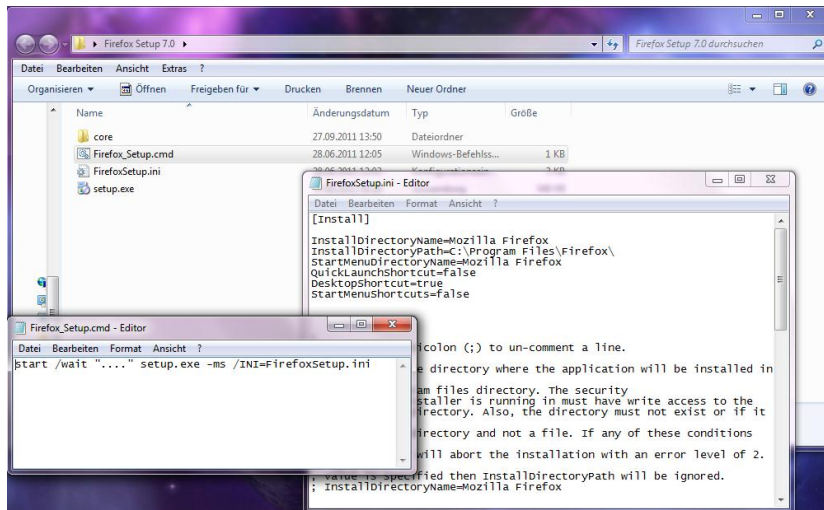 Firefox Setup 7.0
Firefox Setup 7.0 durchsuchen
Datei Bearbeiten Ansicht Extras ?
Organisieren Öffnen Freigeben für Drucken Brennen Neuer Ordner
Name Änderungsdatum Typ Größe
core 27.09.2011 13:50 Dateiordner
Firefox_Setup.cmd 28.06.2011 12:05 Windows-Befehlss... 1 KB
FirefoxSetup.ini
setup.exe
FirefoxSetup.ini - Editor
Datei Bearbeiten Format Ansicht ?
[Install]
InstallDirectoryName=Mozilla Firefox
InstallDirectoryPath=C:\Program Files\Firefox\
StartMenuDirectoryName=Mozilla Firefox
QuickLaunchShortcut=false
DesktopShortcut=true
StartMenuShortcuts=false
icolon (;) to un-comment a line.
e directory where the application will be installed in
am files directory. The security
staller is running in must have write access to the
irectory. Also, the directory must not exist or if it
irectory and not a file. If any of these conditions
will abort the installation with an error level of 2.
; value is specified then InstallDirectoryPath will be ignored.
; InstallDirectoryName=Mozilla Firefox
Firefox_Setup.cmd - Editor
Datei Bearbeiten Format Ansicht ?
start /wait "...." setup.exe -ms /INI=FirefoxSetup.ini